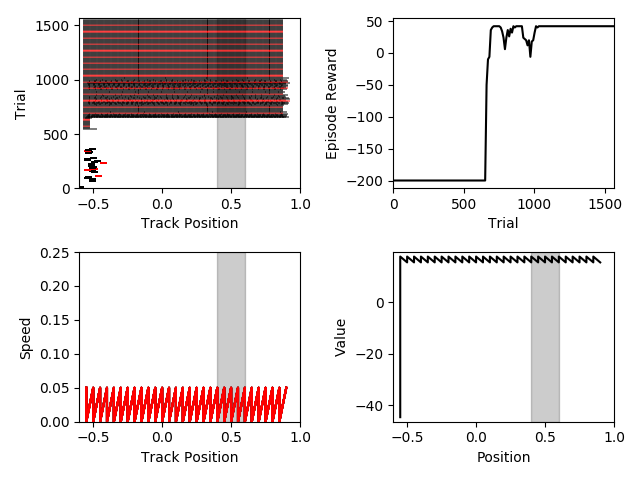 1500
1000
500
0
Trial
−0.5 0.0 0.5 1.0
Track Position
50
0
−50
−100
−150
−200
Episode Reward
0 500 1000 1500
Trial
0.25
0.20
0.15
0.10
0.05
0.00
Speed
−0.5 0.0 0.5 1.0
Track Position
0
−20
−40
Value
−0.5 0.0 0.5 1.0
Position